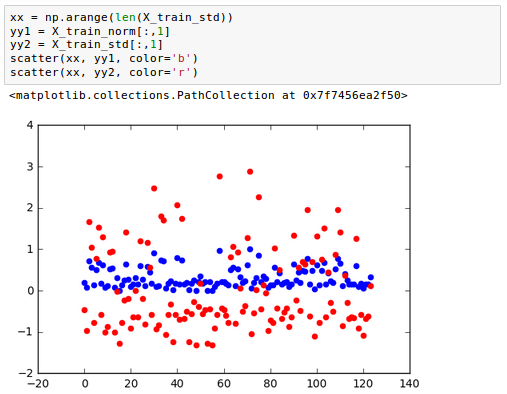 xx = np.arange(len(X_train_std))
yy1 = X_train_norm[:,1]
yy2 = X_train_std[:,1]
scatter(xx, yy1, color='b')
scatter(xx, yy2, color='r')
<matplotlib.collections.PathCollection at 0x7f7456ea2f50>
4
3
2
1
0
−1
−2
−20 0 20 40 60 80 100 120 140